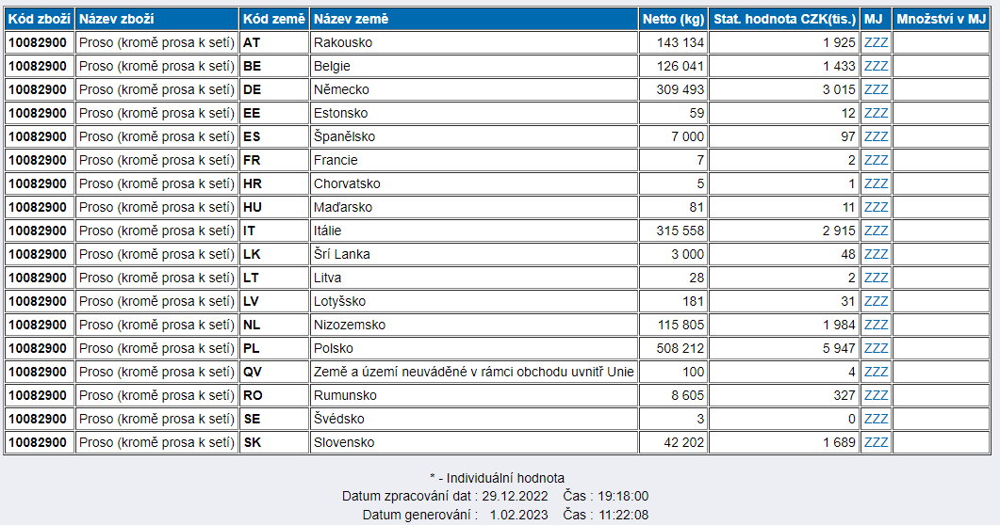 Kód zboží Název zboží Kód země Název země Netto (kg) Stat. hodnota CZK(tis.) MJ Množství v MJ
10082900 Proso (kromě prosa k setí) AT Rakousko 143 134 1 925 ZZZ
10082900 Proso (kromě prosa k setí) BE Belgie 126 041 1 433 ZZZ
10082900 Proso (kromě prosa k setí) DE Německo 309 493 3 015 ZZZ
10082900 Proso (kromě prosa k setí) EE Estonsko 59 12 ZZZ
10082900 Proso (kromě prosa k setí) ES Španělsko 7 000 97 ZZZ
10082900 Proso (kromě prosa k setí) FR Francie 7 2 ZZZ
10082900 Proso (kromě prosa k setí) HR Chorvatsko 5 1 ZZZ
10082900 Proso (kromě prosa k setí) HU Maďarsko 81 11 ZZZ
10082900 Proso (kromě prosa k setí) IT Itálie 315 558 2 915 ZZZ
10082900 Proso (kromě prosa k setí) LK Šrí Lanka 3 000 48 ZZZ
10082900 Proso (kromě prosa k setí) LT Litva 28 2 ZZZ
10082900 Proso (kromě prosa k setí) LV Lotyšsko 181 31 ZZZ
10082900 Proso (kromě prosa k setí) NL Nizozemsko 115 805 1 984 ZZZ
10082900 Proso (kromě prosa k setí) PL Polsko 508 212 5 947 ZZZ
10082900 Proso (kromě prosa k setí) QV Země a území neuváděné v rámci obchodu uvnitř Unie 100 4 ZZZ
10082900 Proso (kromě prosa k setí) RO Rumunsko 8 605 327 ZZZ
10082900 Proso (kromě prosa k setí) SE Švédsko 3 0 ZZZ
10082900 Proso (kromě prosa k setí) SK Slovensko 42 202 1 689 ZZZ
* - Individuální hodnota
Datum zpracování dat : 29.12.2022 Čas : 19:18:00
Datum generování : 1.02.2023 Čas : 11:22:08